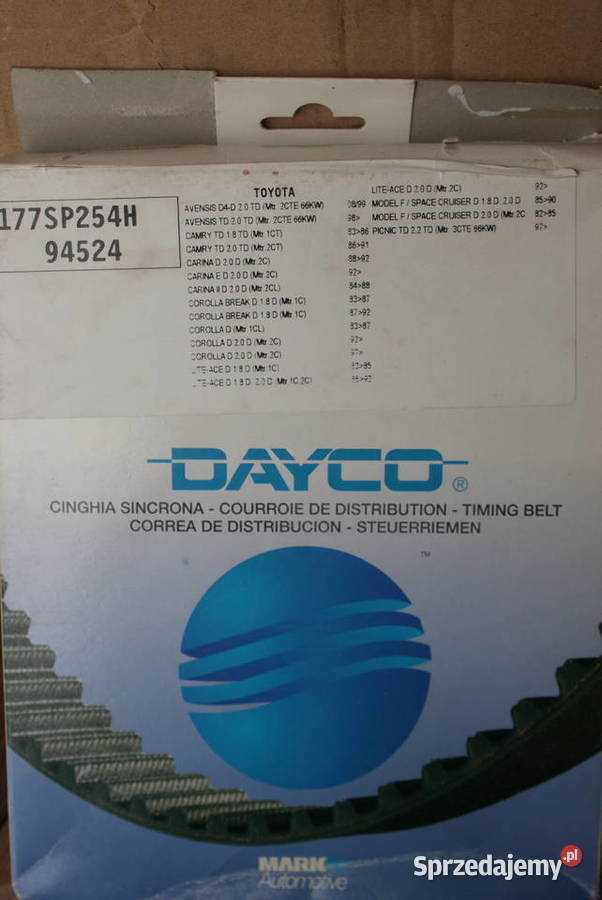 177SP254H
94524
TOYOTA
AVENSIS D4-D 2.0 TD (Mtr. 2CTE 66KW) 08/99
AVENSIS TD 2.0 TD (Mtr. 2CTE 66KW) 98>
CAMRY TD 1.8 TD (Mtr.1CT) 83>86
CAMRY TD 2.0 TD (Mtr.2CT) 86>91
CARINA D 2.0 D (Mtr.2C) 88>92
CARINA E D 2.0 D (Mtr.2C) 92>
CARINA II D 2.0 D (Mtr.2CL) 84>88
COROLLA BREAK D 1.8 D (Mtr.1C) 83>87
COROLLA BREAK D 1.8 D (Mtr.1C) 87>92
COROLLA D (Mtr.1CL) 83>87
COROLLA D 2.0 D (Mtr.2C) 92>
COROLLA D 2.0 D (Mtr.2C) 97>
LITE-ACE D 1.8 D (Mtr.1C) 83>85
LITE-ACE D 1.8 D. 2.0 D (Mtr.1C.2C) 85>92
LITE-ACE D 2.0 D (Mtr.2C) 92>
MODEL F / SPACE CRUISER D 1.8 D. 2.0 D 85>90
MODEL F / SPACE CRUISER D 2.0 D (Mtr.2C 82>85
PICNIC TD 2.2 TD (Mtr. 3CTE 66KW) 97>
DAYCO®
CINGHIA SINCRONA - COURROIE DE DISTRIBUTION - TIMING BELT
CORREA DE DISTRIBUCION - STEUERRIEMEN
TM
MARK
Automotive
Sprzedajemy.pl